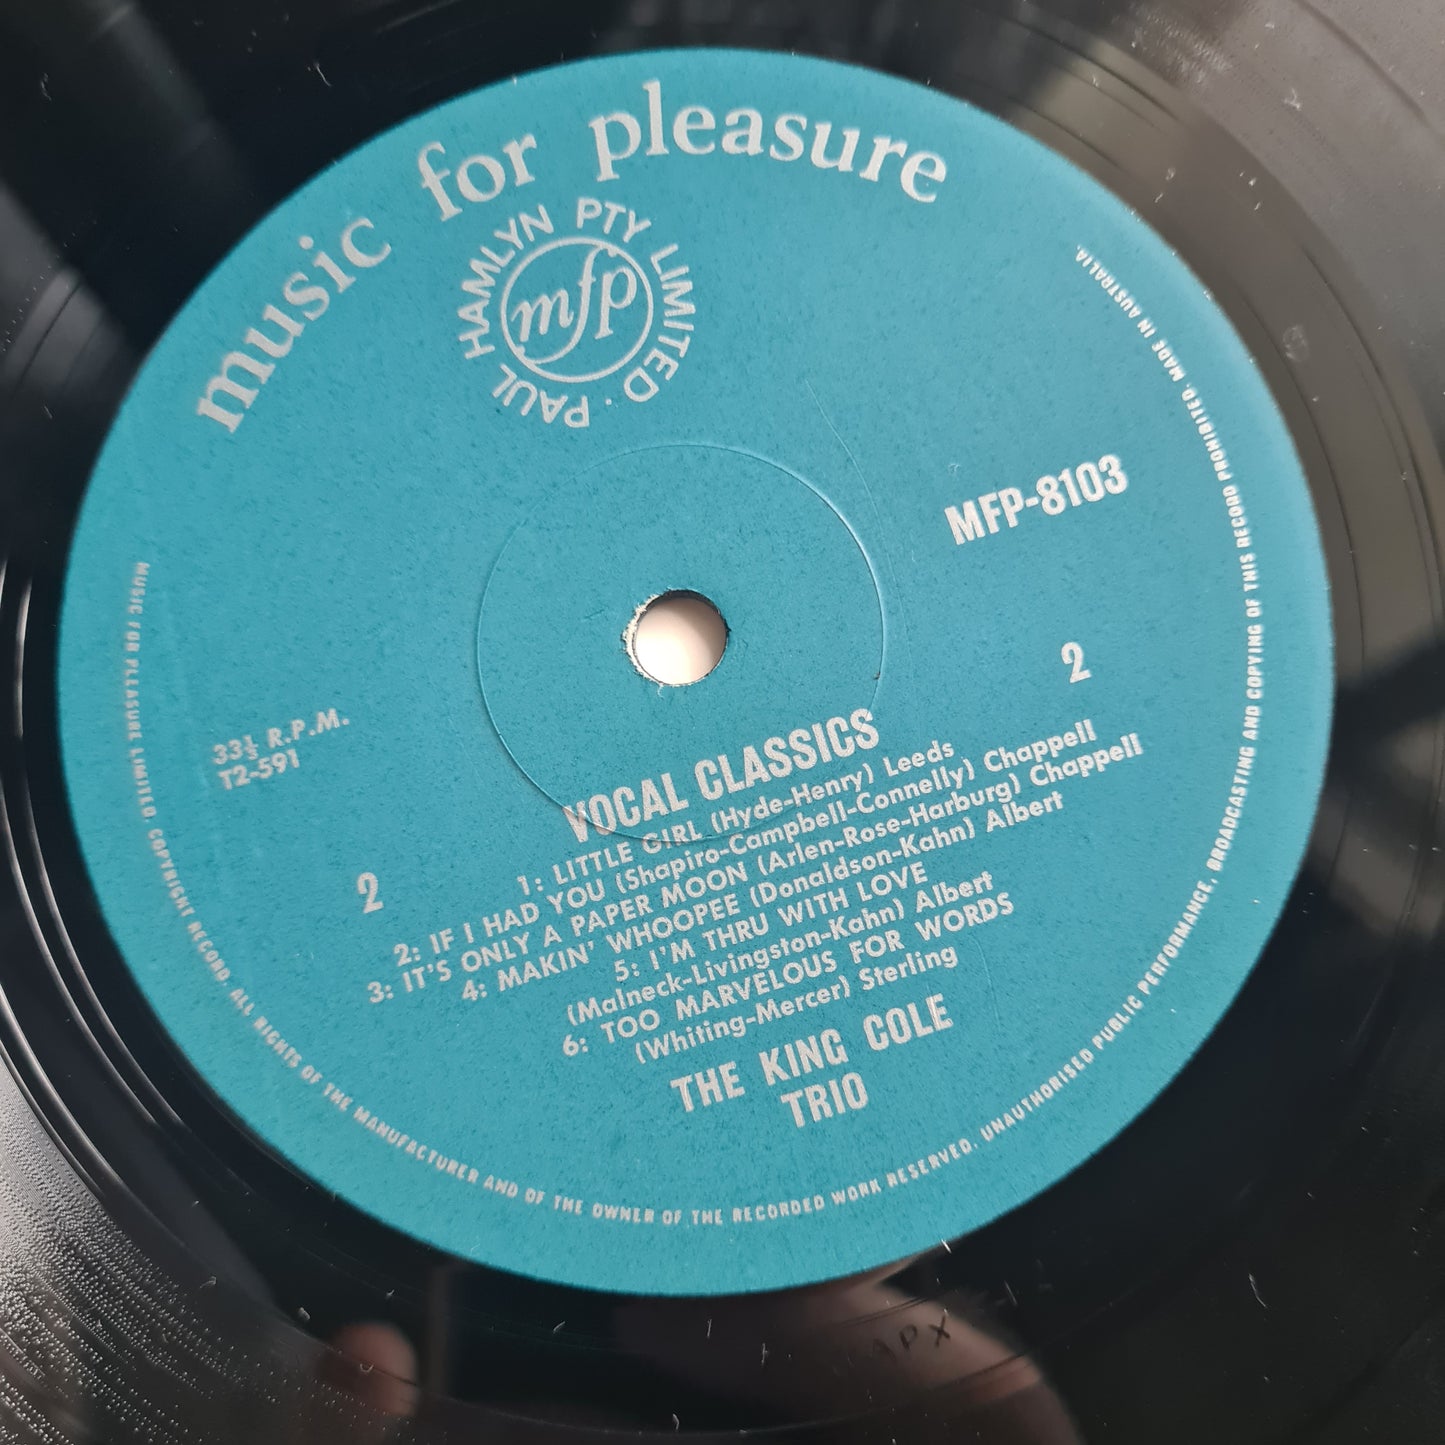 music for pleasure
PAUL HAMLYN PTY LIMITED ·
mfp
MFP-8103
2
33⅓ R.P.M.
T2-591
2
VOCAL CLASSICS
1: LITTLE GIRL (Hyde-Henry) Leeds
2: IF I HAD YOU (Shapiro-Campbell-Connelly) Chappell
3: IT'S ONLY A PAPER MOON (Arlen-Rose-Harburg) Chappell
4: MAKIN' WHOOPEE (Donaldson-Kahn) Albert
5: I'M THRU WITH LOVE
(Malneck-Livingston-Kahn) Albert
6: TOO MARVELOUS FOR WORDS
(Whiting-Mercer) Sterling
THE KING COLE
TRIO
MUSIC FOR PLEASURE LIMITED. COPYRIGHT RECORD. ALL RIGHTS OF THE MANUFACTURER AND OF THE OWNER OF THE RECORDED WORK RESERVED. UNAUTHORISED PUBLIC PERFORMANCE, BROADCASTING AND COPYING OF THIS RECORD PROHIBITED. MADE IN AUSTRALIA.
APX